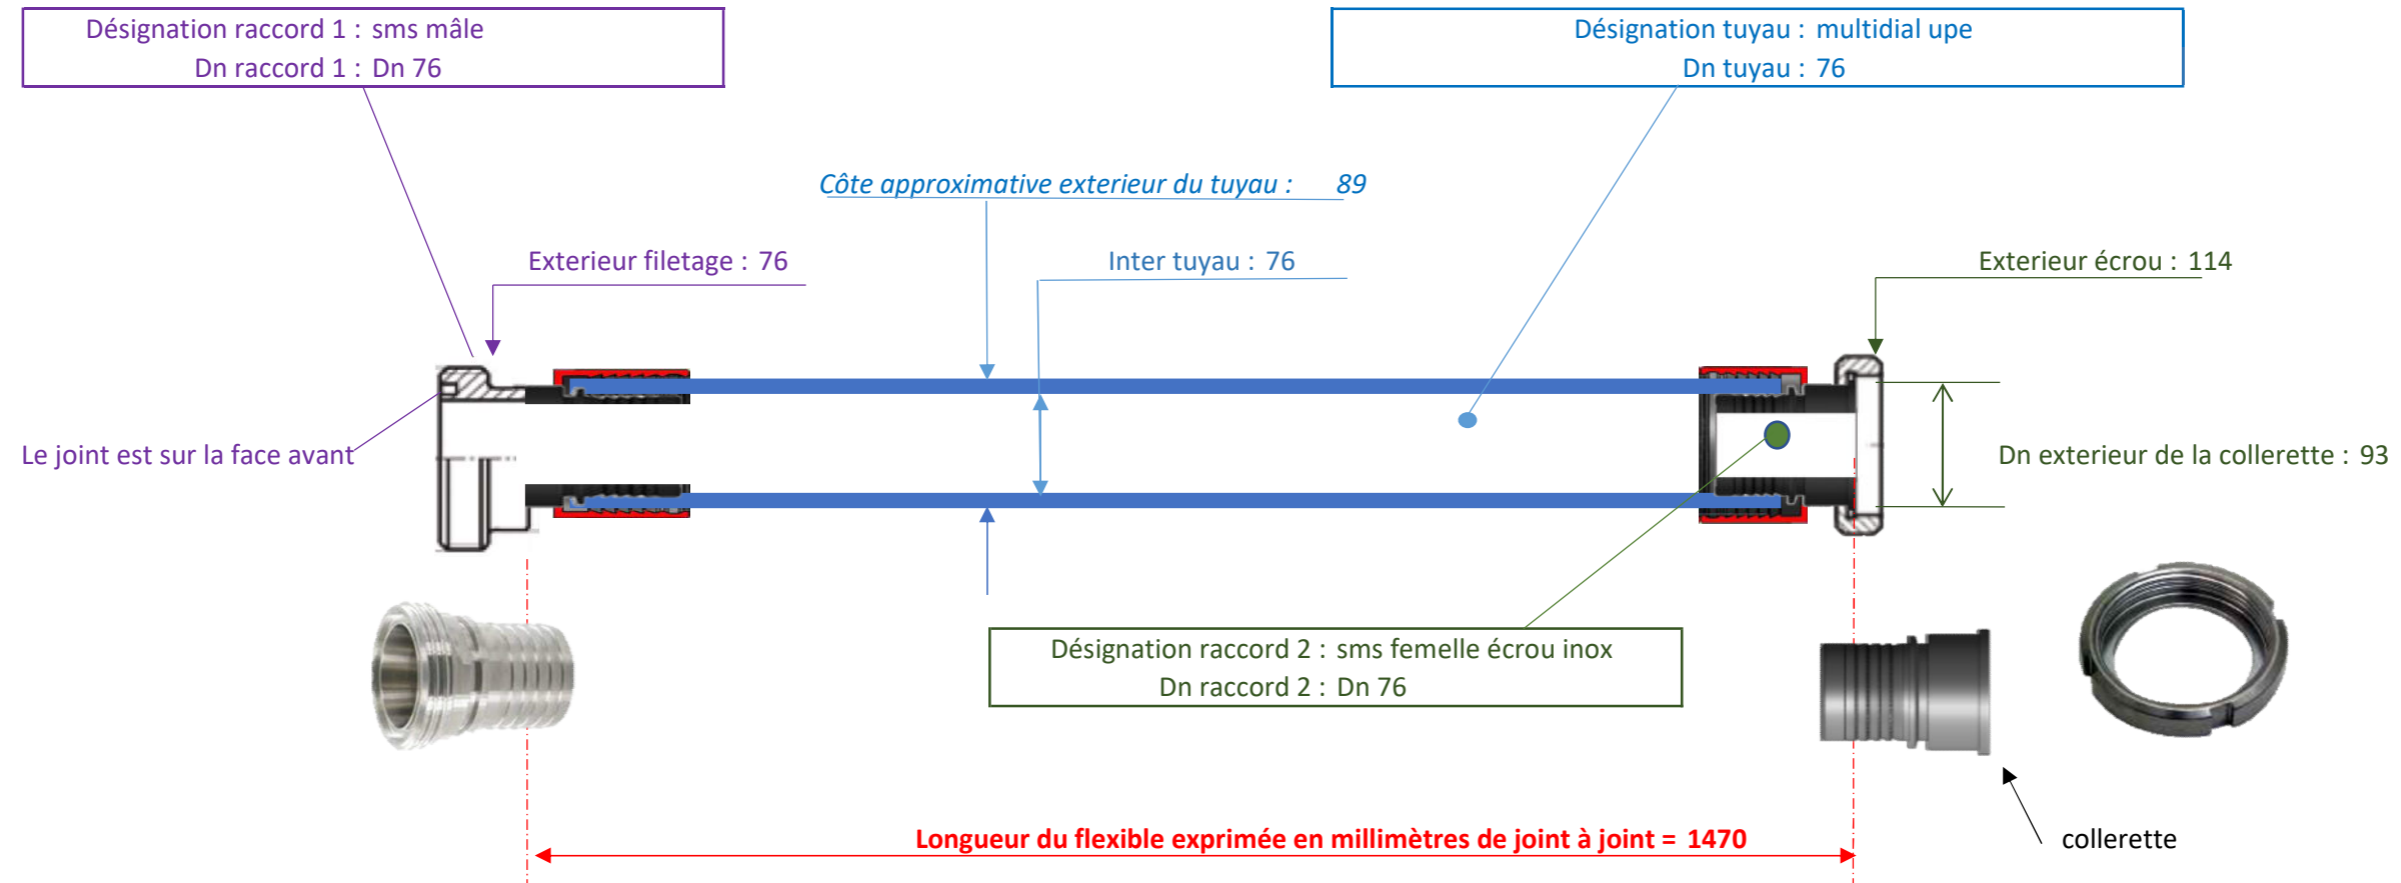 Désignation raccord 1 : sms mâle
Dn raccord 1 : Dn 76
Désignation tuyau : multidial upe
Dn tuyau : 76
Côte approximative exterieur du tuyau : 89
Exterieur filetage : 76
Inter tuyau : 76
Exterieur écrou : 114
Le joint est sur la face avant
Dn exterieur de la collerette : 93
Désignation raccord 2 : sms femelle écrou inox
Dn raccord 2 : Dn 76
Longueur du flexible exprimée en millimètres de joint à joint = 1470
collerette